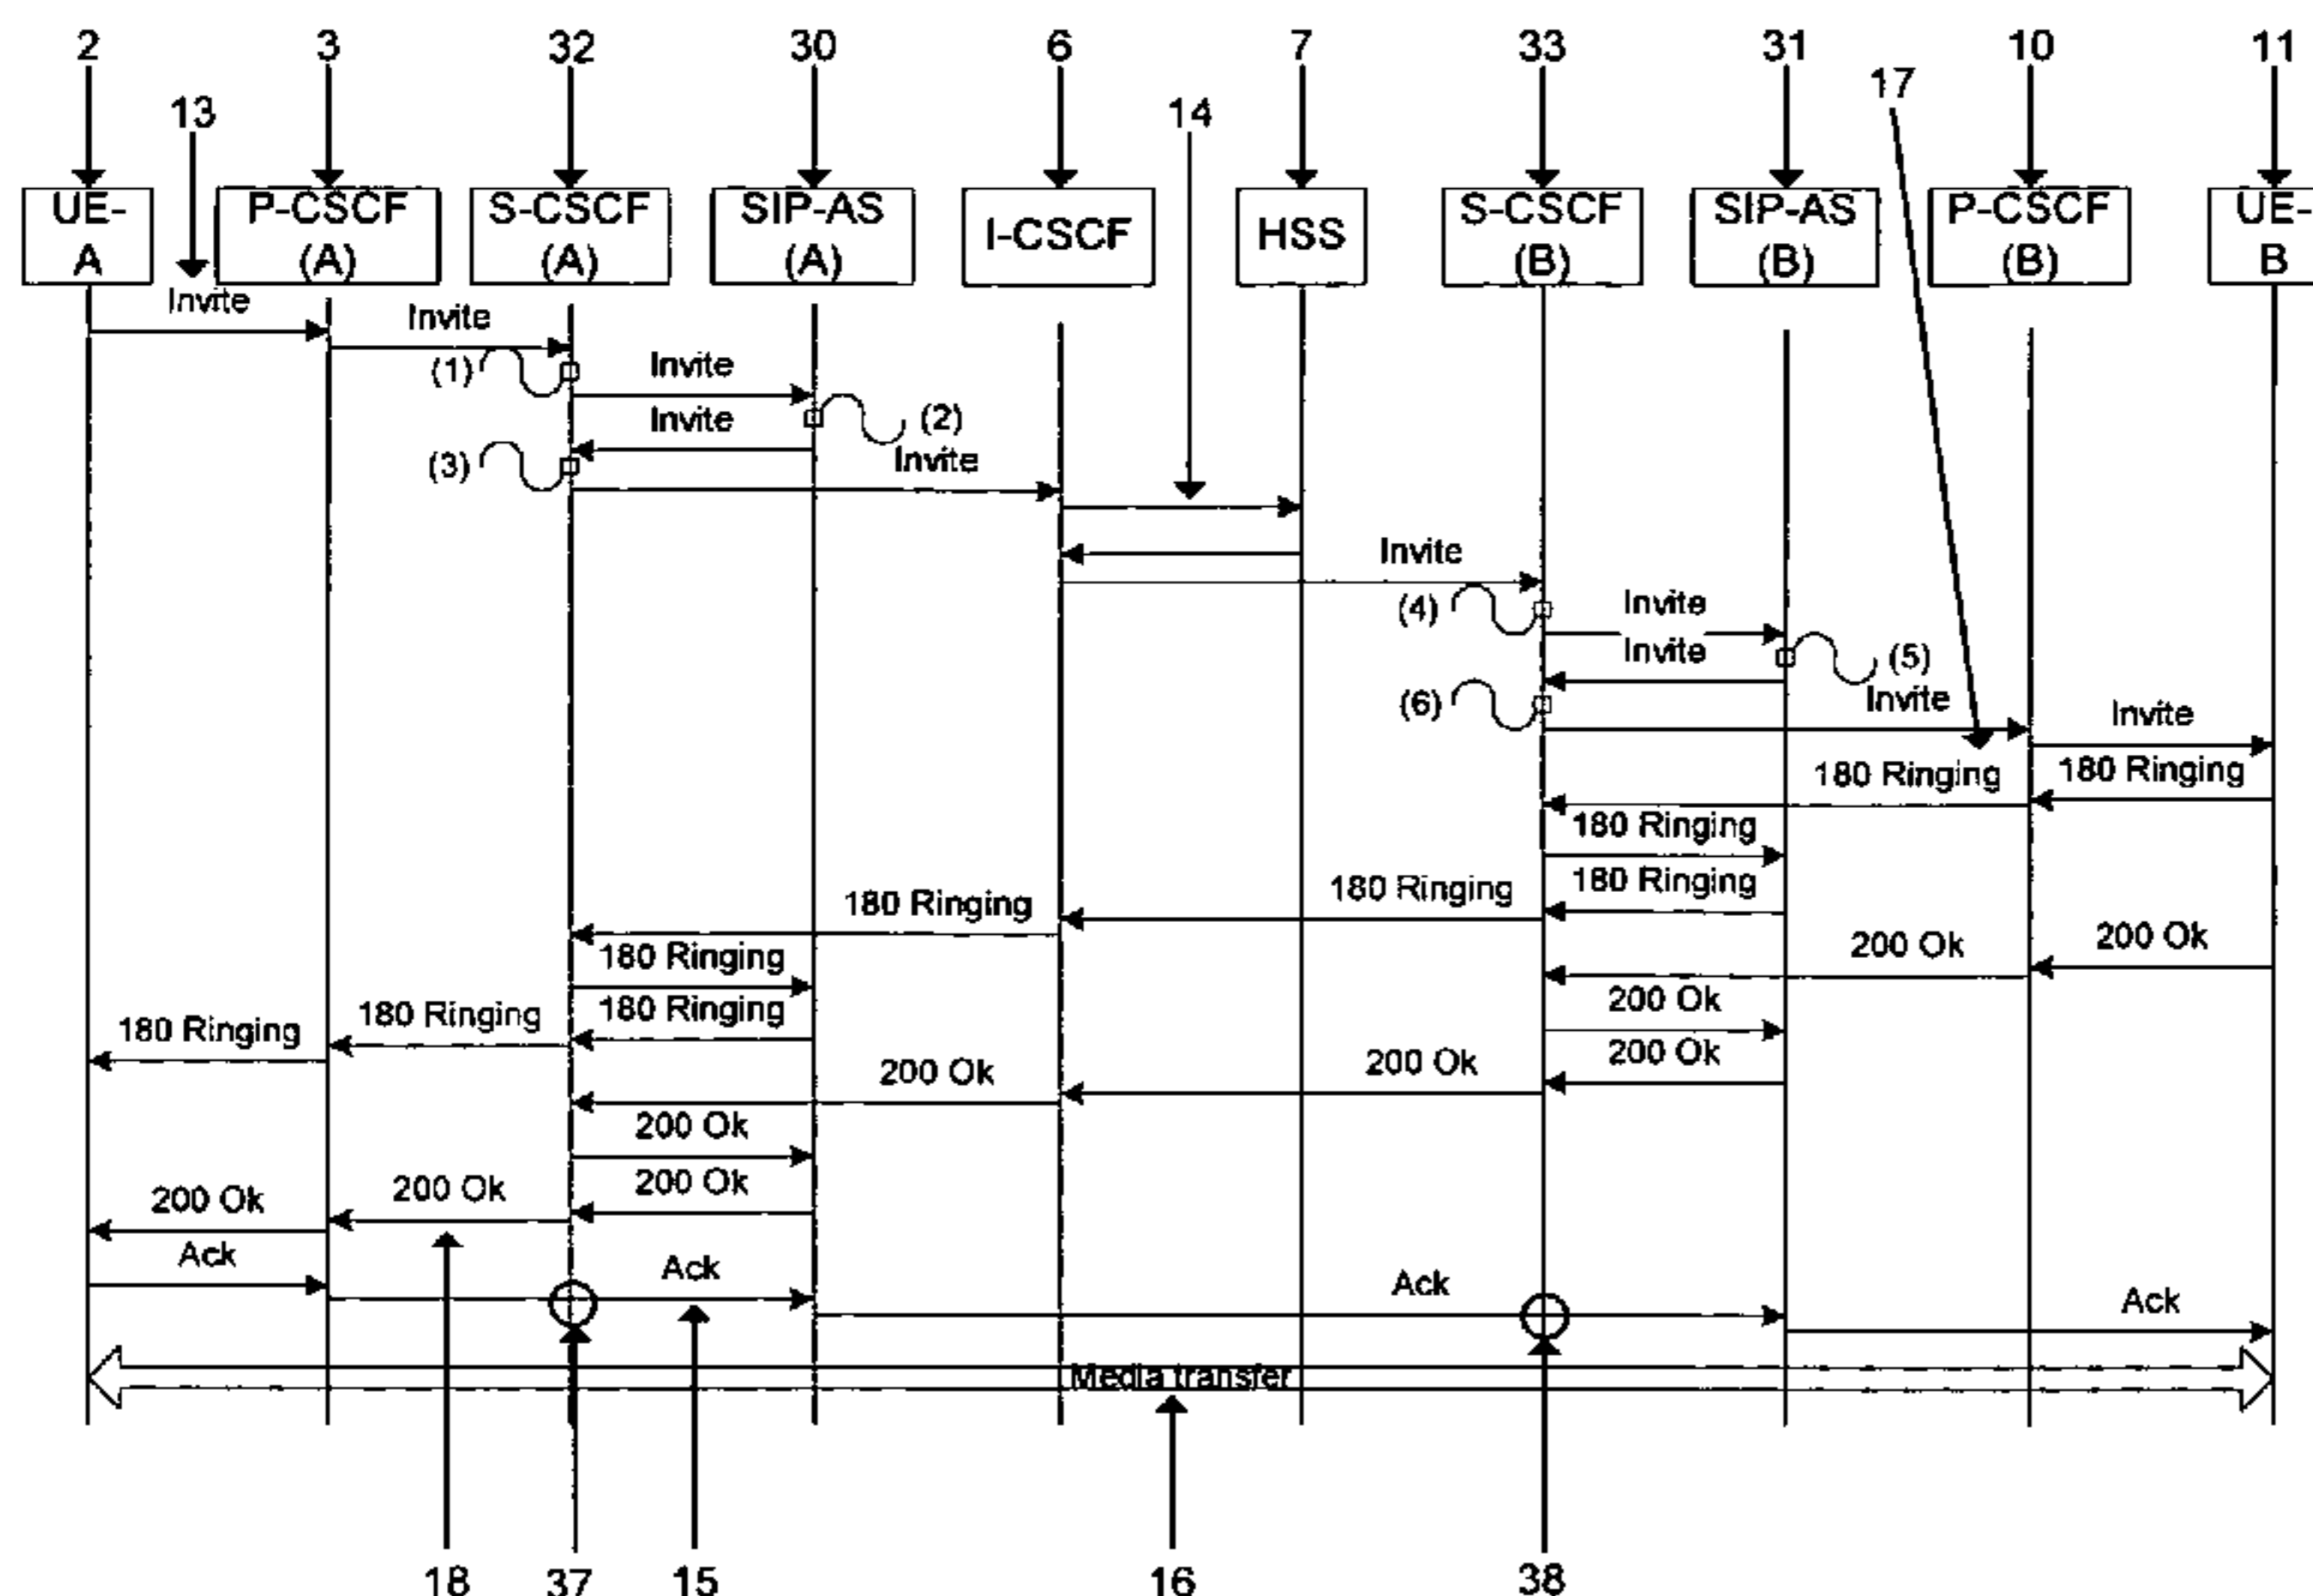 2 3 32 30 6 7 33 31 10 11
13 14 17
UE-A P-CSCF (A) S-CSCF (A) SIP-AS (A) I-CSCF HSS S-CSCF (B) SIP-AS (B) P-CSCF (B) UE-B
Invite
Invite
(1) Invite
Invite (2)
(3) Invite
Invite
(4) Invite
Invite (5)
(6) Invite Invite
180 Ringing 180 Ringing
180 Ringing
180 Ringing 180 Ringing 180 Ringing
200 Ok 200 Ok
180 Ringing
200 Ok
180 Ringing 180 Ringing 180 Ringing
200 Ok
200 Ok 200 Ok
200 Ok
200 Ok 200 Ok 200 Ok
Ack Ack Ack Ack
Media transfer
18 37 15 16 38